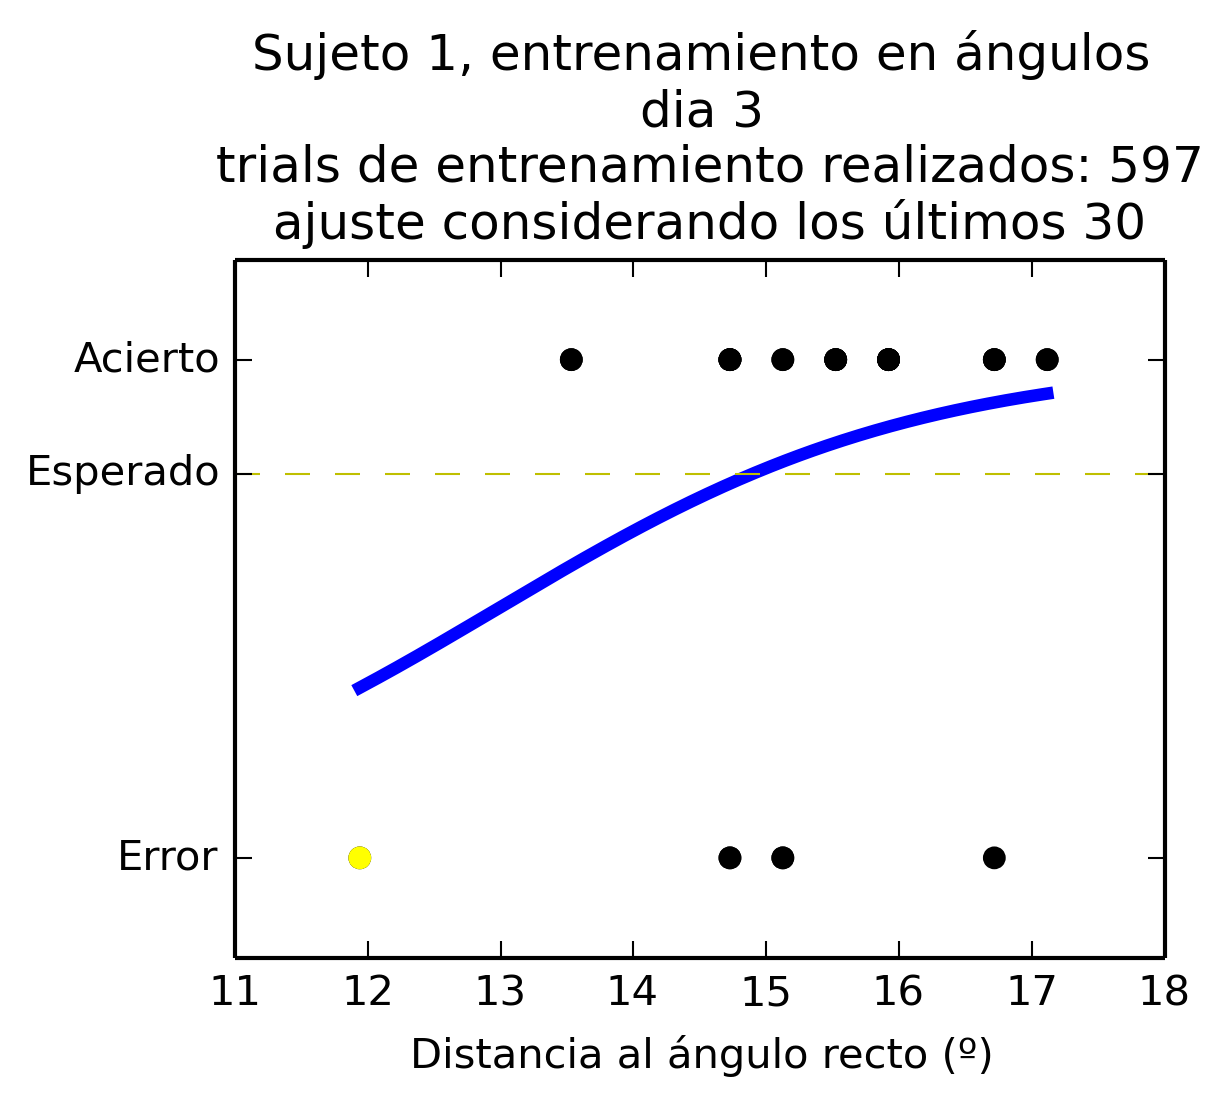 Sujeto 1, entrenamiento en ángulos
dia 3
trials de entrenamiento realizados: 597
ajuste considerando los últimos 30
Acierto
Esperado
Error
11 12 13 14 15 16 17 18
Distancia al ángulo recto (º)